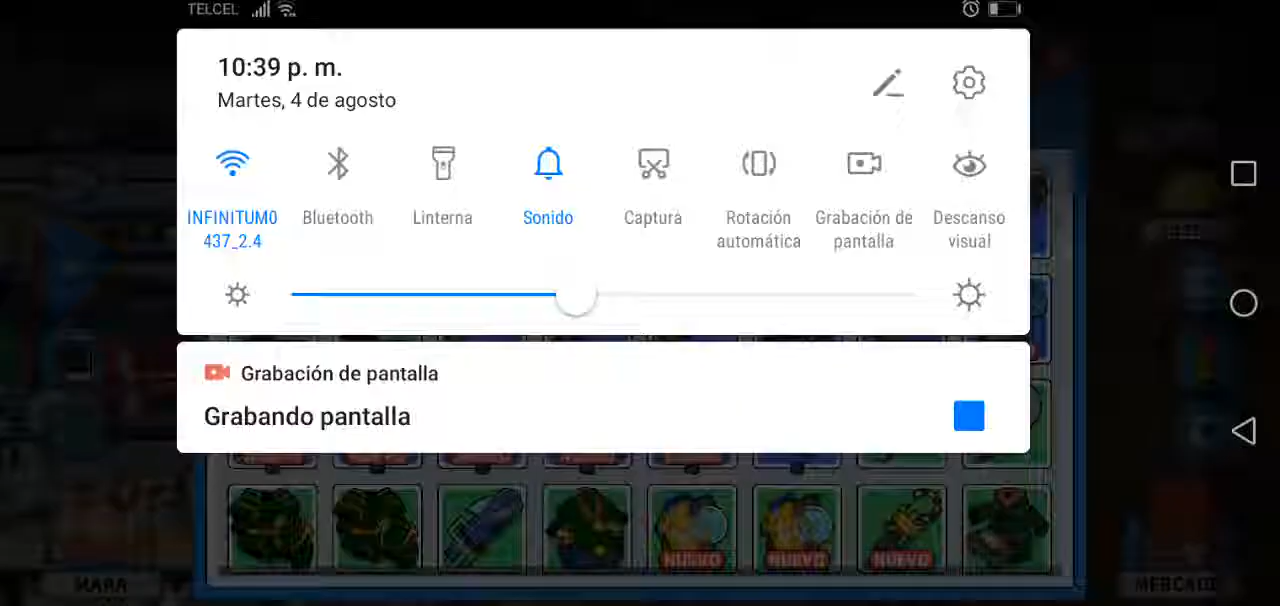 TELCEL
10:39 p. m.
Martes, 4 de agosto
INFINITUM0
437_2.4
Bluetooth
Linterna
Sonido
Captura
Rotación
automática
Grabación de
pantalla
Descanso
visual
Grabación de pantalla
Grabando pantalla
NUEVO
NUEVO
NUEVO
MAPA
MERCADO